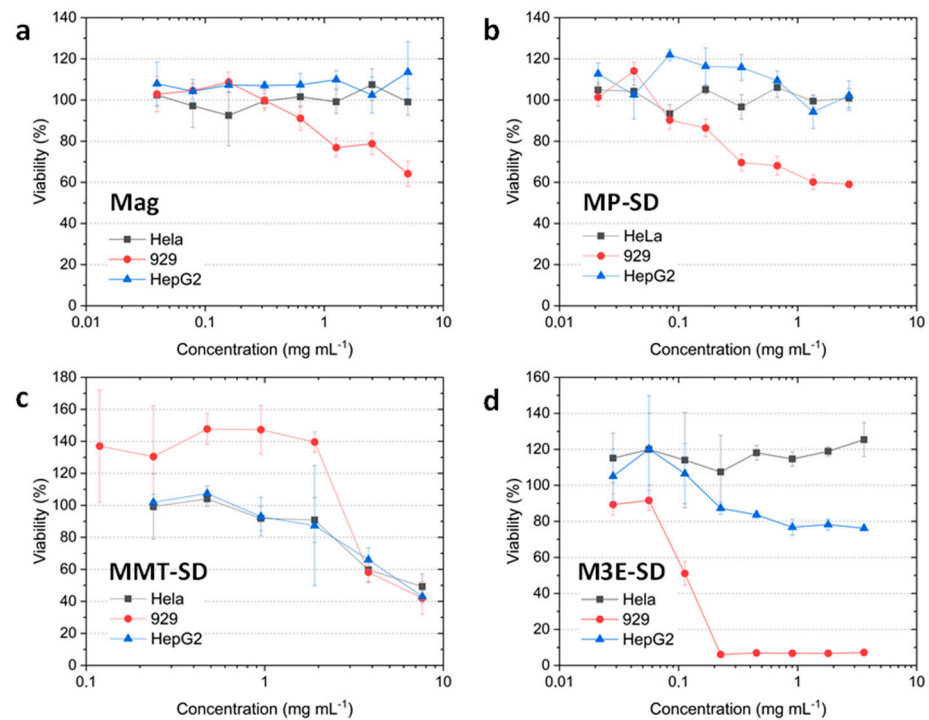 a
140
120
100
80
60
40
20
0
Viability (%)
Mag
Hela
929
HepG2
0.01 0.1 1 10
Concentration (mg mL⁻¹)
b
140
120
100
80
60
40
20
0
Viability (%)
MP-SD
HeLa
929
HepG2
0.01 0.1 1 10
Concentration (mg mL⁻¹)
c
180
160
140
120
100
80
60
40
20
0
Viability (%)
MMT-SD
Hela
929
HepG2
0.1 1 10
Concentration (mg mL⁻¹)
d
160
140
120
100
80
60
40
20
0
Viability (%)
M3E-SD
Hela
929
HepG2
0.01 0.1 1 10
Concentration (mg mL⁻¹)